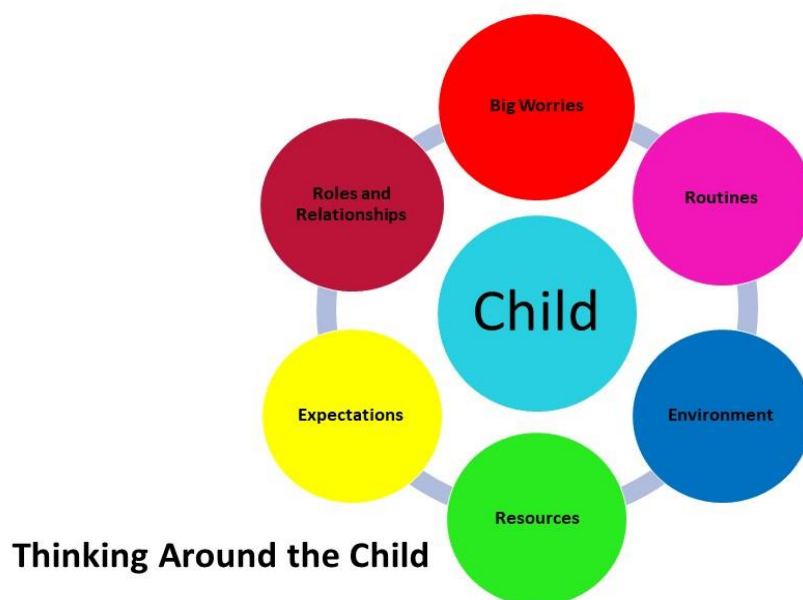 Big Worries
Roles and
Relationships
Routines
Child
Expectations
Environment
Resources
Thinking Around the Child